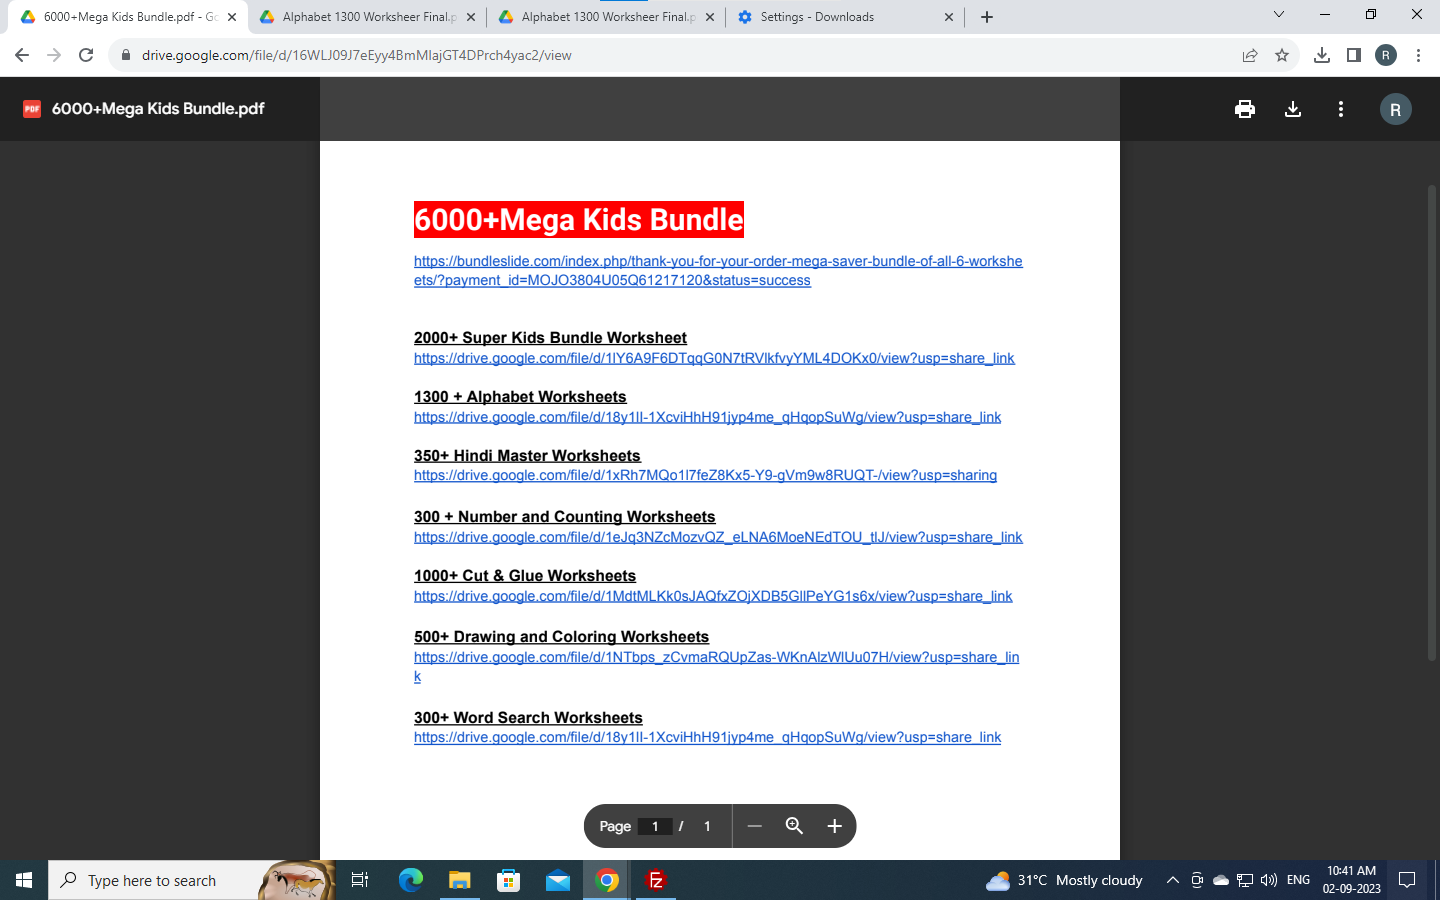 6000+Mega Kids Bundle.pdf - Go
Alphabet 1300 Worksheer Final.p
Alphabet 1300 Worksheer Final.p
Settings - Downloads
drive.google.com/file/d/16WLJ09J7eEyy4BmMlajGT4DPrch4yac2/view
R
PDF
6000+Mega Kids Bundle.pdf
R
6000+Mega Kids Bundle
https://bundleslide.com/index.php/thank-you-for-your-order-mega-saver-bundle-of-all-6-workshe
ets/?payment_id=MOJO3804U05Q61217120&status=success
2000+ Super Kids Bundle Worksheet
https://drive.google.com/file/d/1lY6A9F6DTqqG0N7tRVlkfvyYML4DOKx0/view?usp=share_link
1300 + Alphabet Worksheets
https://drive.google.com/file/d/18y1lI-1XcviHhH91jyp4me_qHqopSuWg/view?usp=share_link
350+ Hindi Master Worksheets
https://drive.google.com/file/d/1xRh7MQo1l7feZ8Kx5-Y9-gVm9w8RUQT-/view?usp=sharing
300 + Number and Counting Worksheets
https://drive.google.com/file/d/1eJq3NZcMozvQZ_eLNA6MoeNEdTOU_tlJ/view?usp=share_link
1000+ Cut & Glue Worksheets
https://drive.google.com/file/d/1MdtMLKk0sJAQfxZOjXDB5GllPeYG1s6x/view?usp=share_link
500+ Drawing and Coloring Worksheets
https://drive.google.com/file/d/1NTbps_zCvmaRQUpZas-WKnAlzWlUu07H/view?usp=share_lin
k
300+ Word Search Worksheets
https://drive.google.com/file/d/18y1lI-1XcviHhH91jyp4me_qHqopSuWg/view?usp=share_link
Page 1 / 1
Type here to search
31°C Mostly cloudy
ENG
10:41 AM
02-09-2023